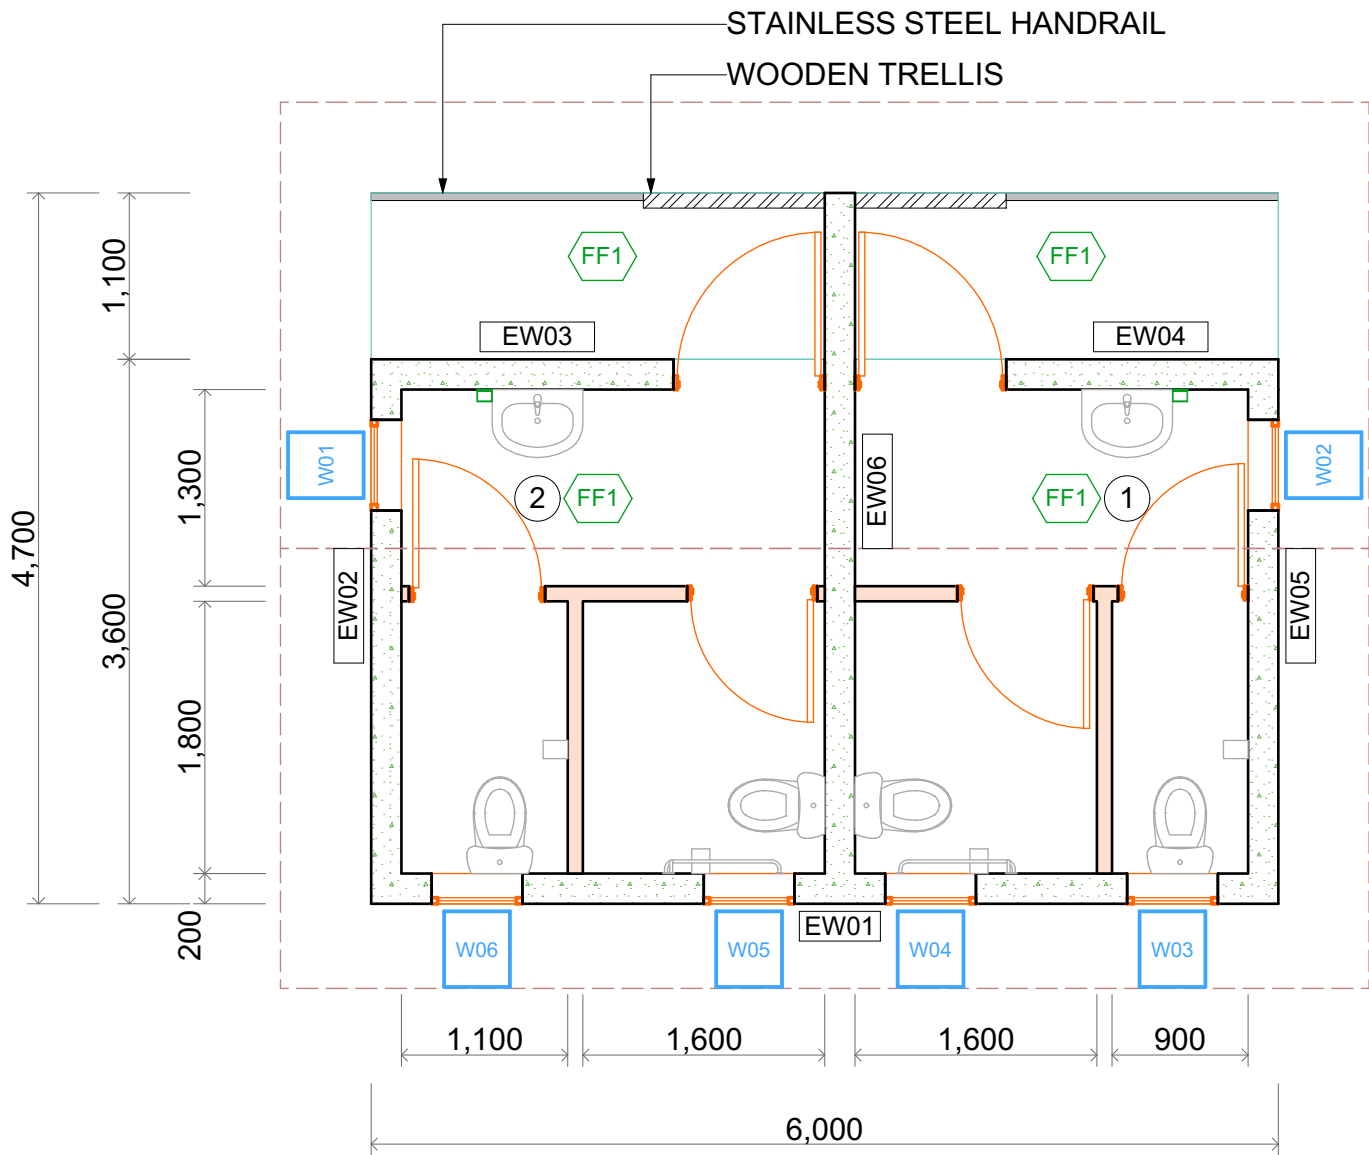 STAINLESS STEEL HANDRAIL
WOODEN TRELLIS
FF1
FF1
1,100
EW03
EW04
W01
W02
1,300
2
FF1
EW06
FF1
1
4,700
3,600
EW02
EW05
1,800
200
W06
W05
EW01
W04
W03
1,100
1,600
1,600
900
6,000